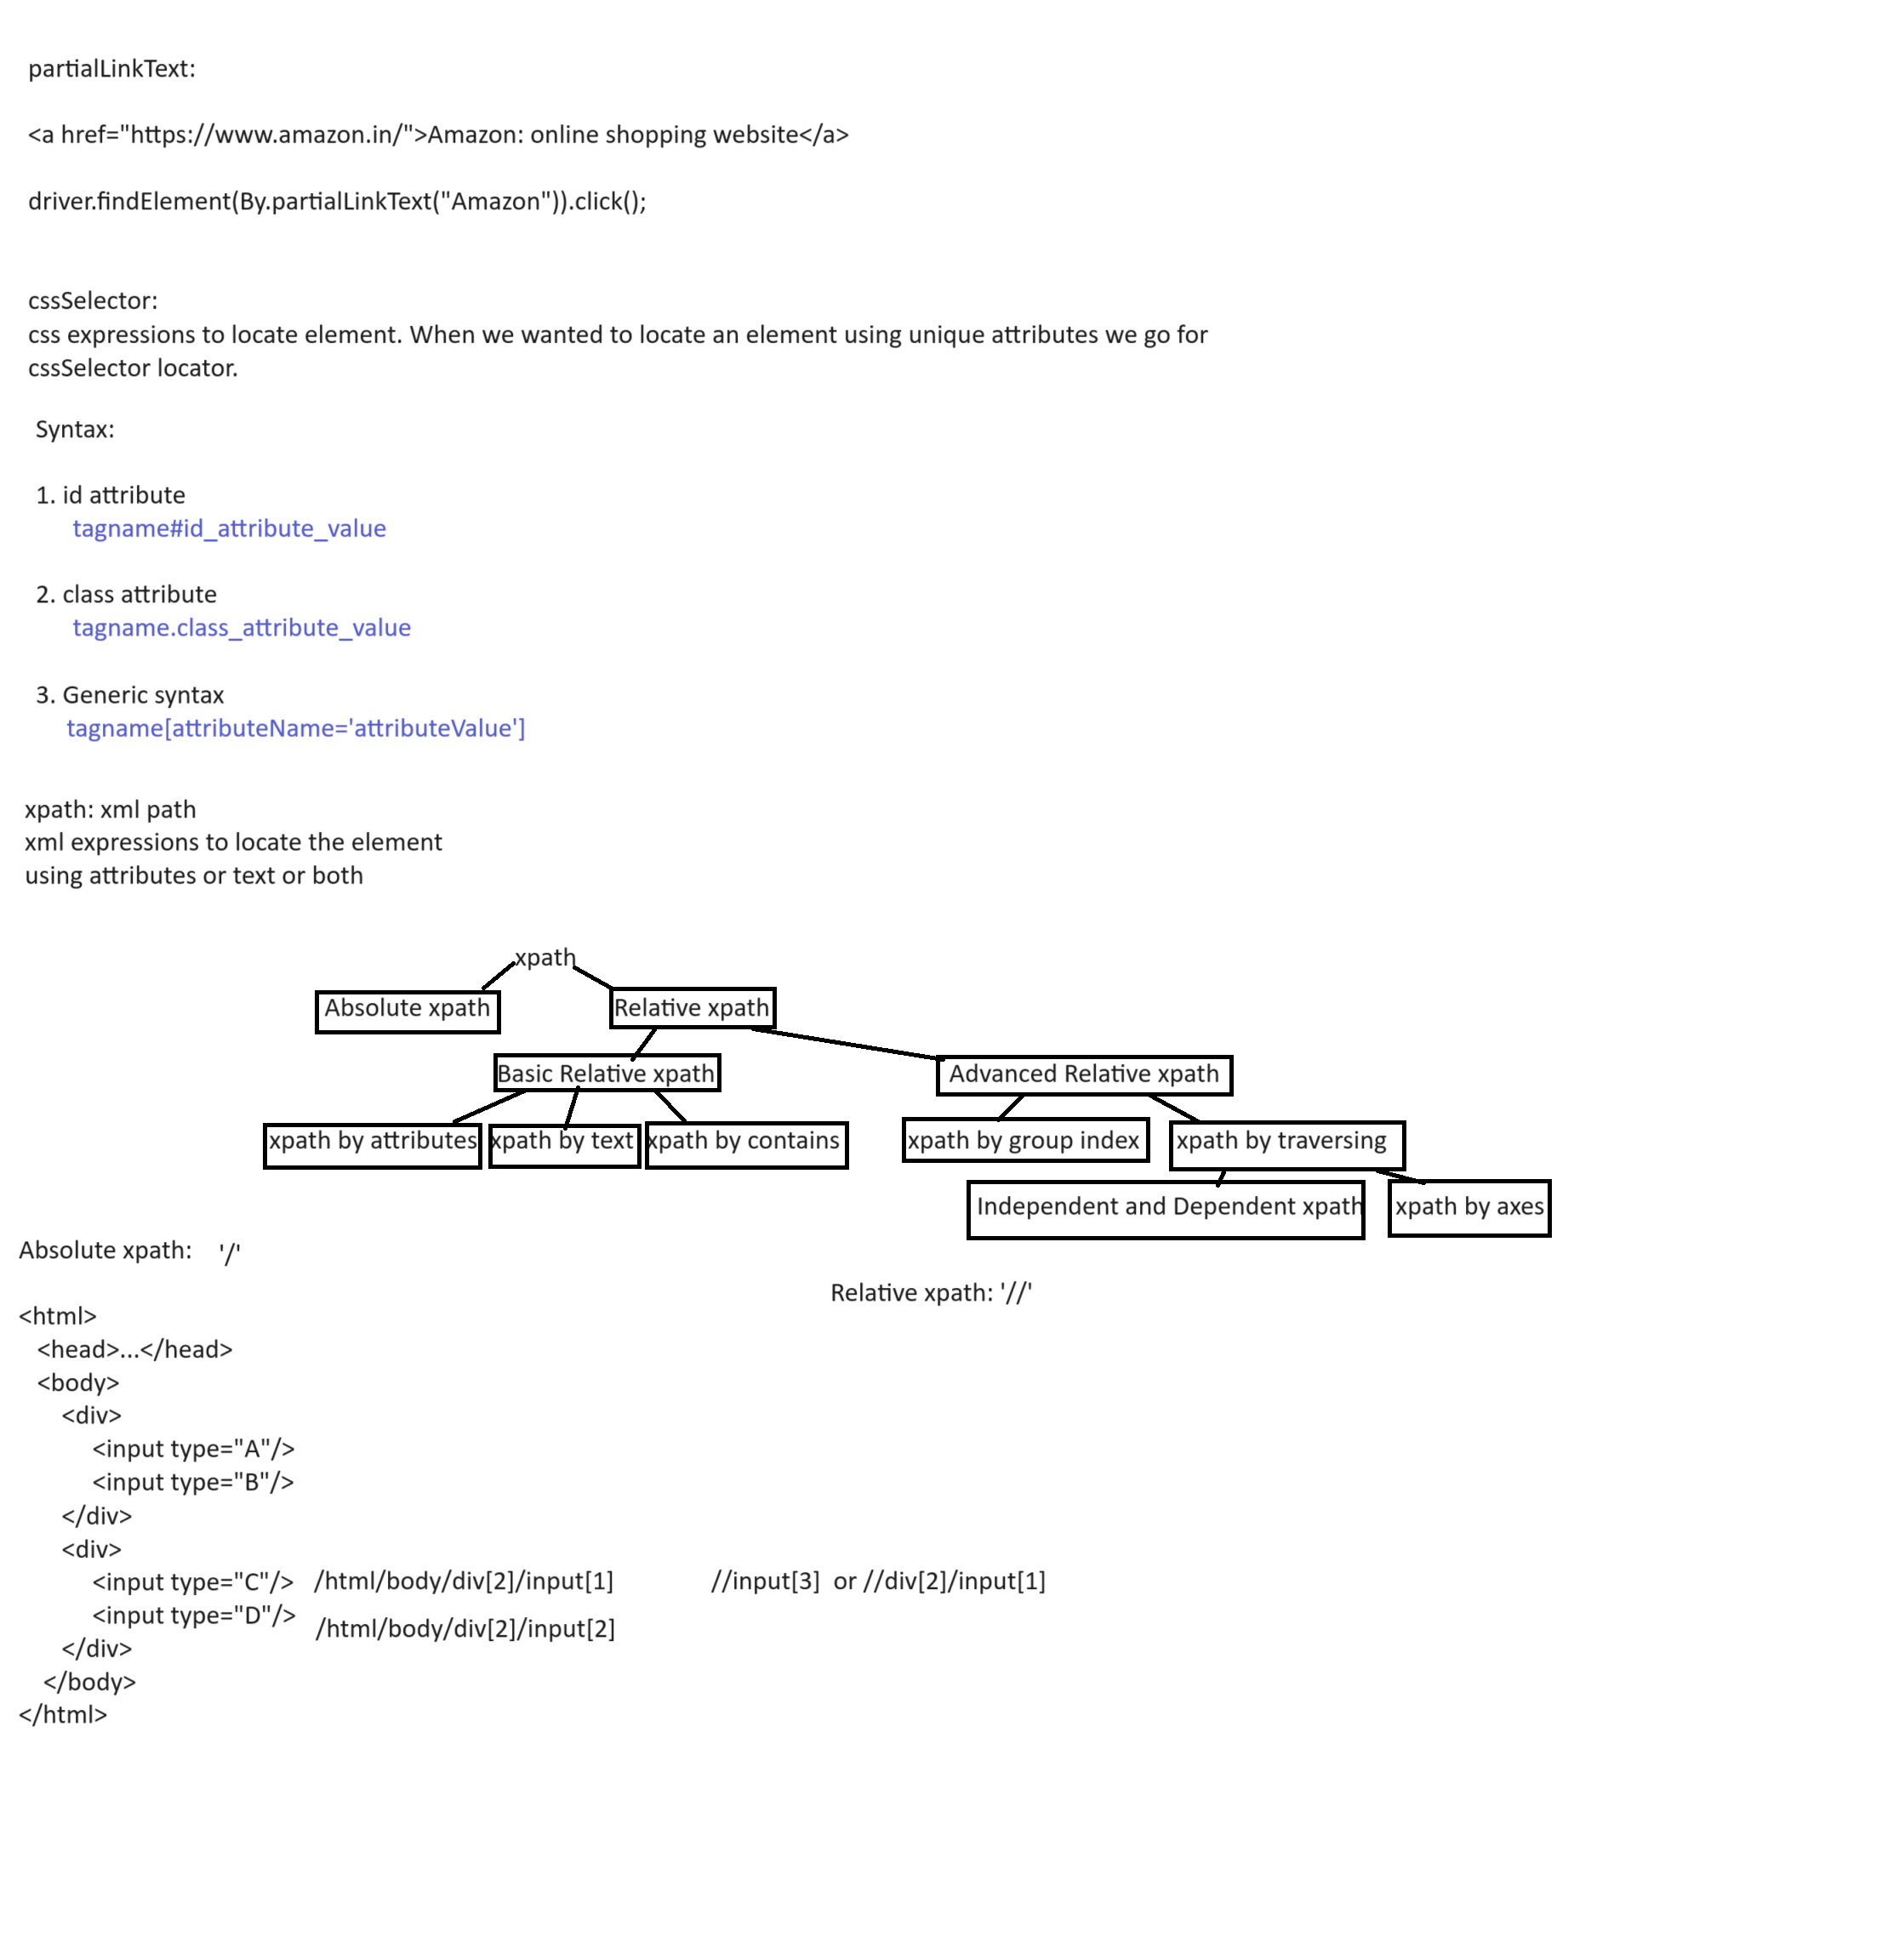 partialLinkText:
<a href="https://www.amazon.in/">Amazon: online shopping website</a>
driver.findElement(By.partialLinkText("Amazon")).click();
cssSelector:
css expressions to locate element. When we wanted to locate an element using unique attributes we go for
cssSelector locator.
Syntax:
1. id attribute
tagname#id_attribute_value
2. class attribute
tagname.class_attribute_value
3. Generic syntax
tagname[attributeName='attributeValue']
xpath: xml path
xml expressions to locate the element
using attributes or text or both
xpath
Absolute xpath
Relative xpath
Basic Relative xpath
Advanced Relative xpath
xpath by attributes
xpath by text
xpath by contains
xpath by group index
xpath by traversing
Independent and Dependent xpath
xpath by axes
Absolute xpath: '/'
Relative xpath: '//'
<html>
<head>...</head>
<body>
<div>
<input type="A"/>
<input type="B"/>
</div>
<div>
<input type="C"/> /html/body/div[2]/input[1] //input[3] or //div[2]/input[1]
<input type="D"/> /html/body/div[2]/input[2]
</div>
</body>
</html>